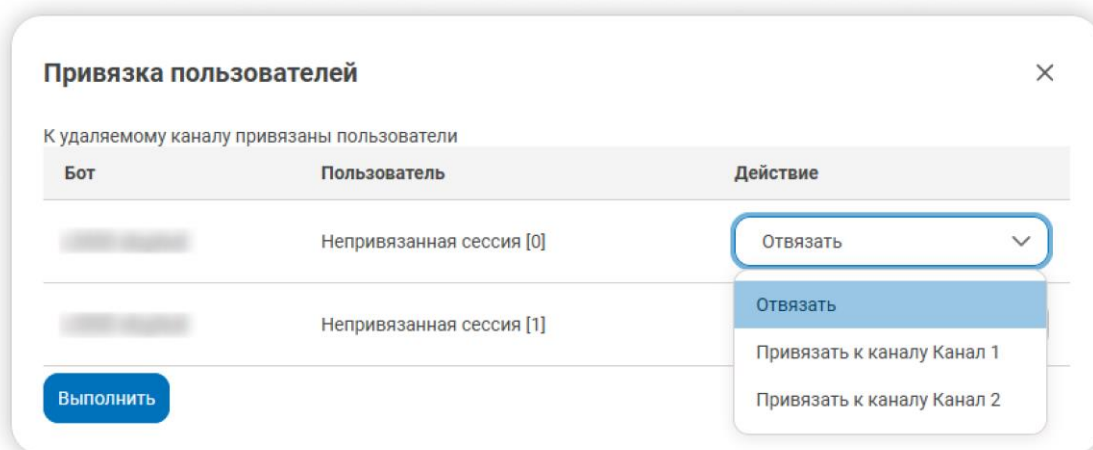 Привязка пользователей
К удаляемому каналу привязаны пользователи
Бот Пользователь Действие
Непривязанная сессия [0] Отвязать
Отвязать
Непривязанная сессия [1]
Привязать к каналу Канал 1
Привязать к каналу Канал 2
Выполнить